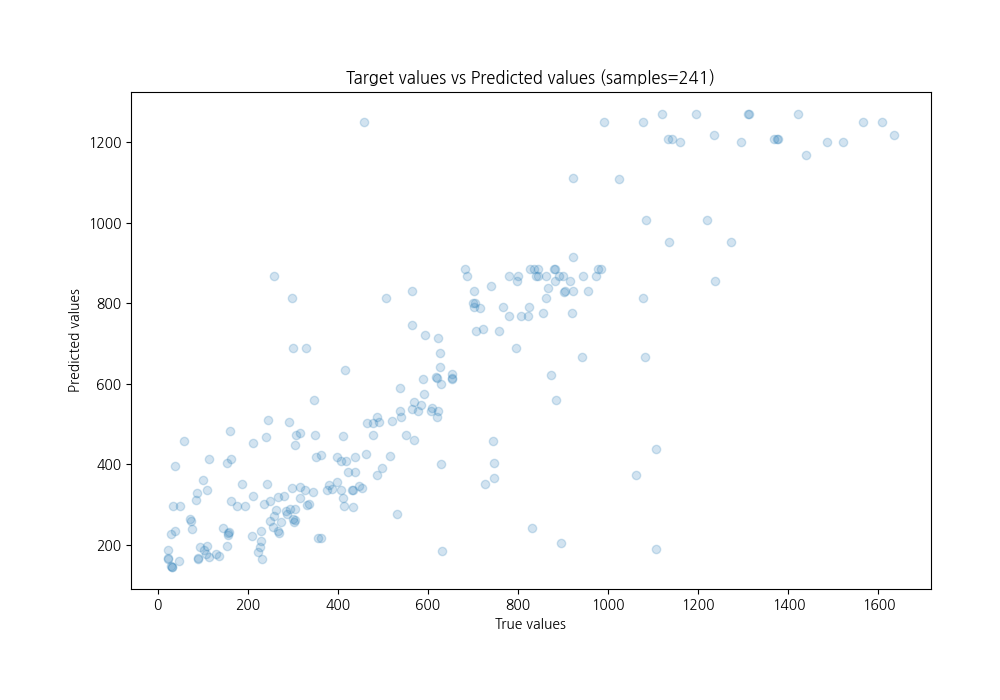 Target values vs Predicted values (samples=241)
1200
1000
800
600
400
200
Predicted values
0 200 400 600 800 1000 1200 1400 1600
True values